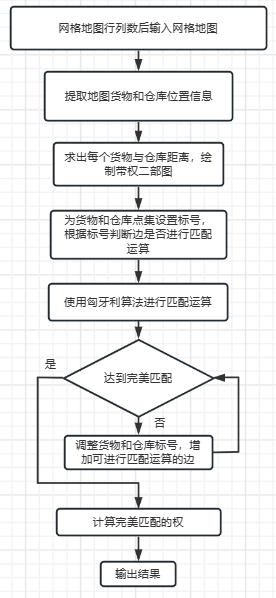 网格地图行列数后输入网格地图
提取地图货物和仓库位置信息
求出每个货物与仓库距离，绘
制带权二部图
为货物和仓库点集设置标号，
根据标号判断边是否进行匹配
运算
使用匈牙利算法进行匹配运算
是
达到完美匹配
否
调整货物和仓库标号，增
加可进行匹配运算的边
计算完美匹配的权
输出结果